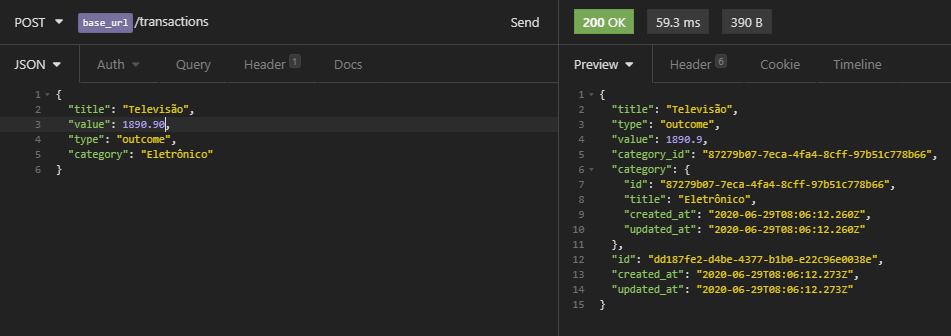 POST base_url /transactions Send
JSON Auth Query Header 1 Docs
1 {
2 "title": "Televisão",
3 "value": 1890.90,
4 "type": "outcome",
5 "category": "Eletrônico"
6 }
200 OK 59.3 ms 390 B
Preview Header 6 Cookie Timeline
1 {
2 "title": "Televisão",
3 "type": "outcome",
4 "value": 1890.9,
5 "category_id": "87279b07-7eca-4fa4-8cff-97b51c778b66",
6 "category": {
7 "id": "87279b07-7eca-4fa4-8cff-97b51c778b66",
8 "title": "Eletrônico",
9 "created_at": "2020-06-29T08:06:12.260Z",
10 "updated_at": "2020-06-29T08:06:12.260Z"
11 },
12 "id": "dd187fe2-d4be-4377-b1b0-e22c96e0038e",
13 "created_at": "2020-06-29T08:06:12.273Z",
14 "updated_at": "2020-06-29T08:06:12.273Z"
15 }